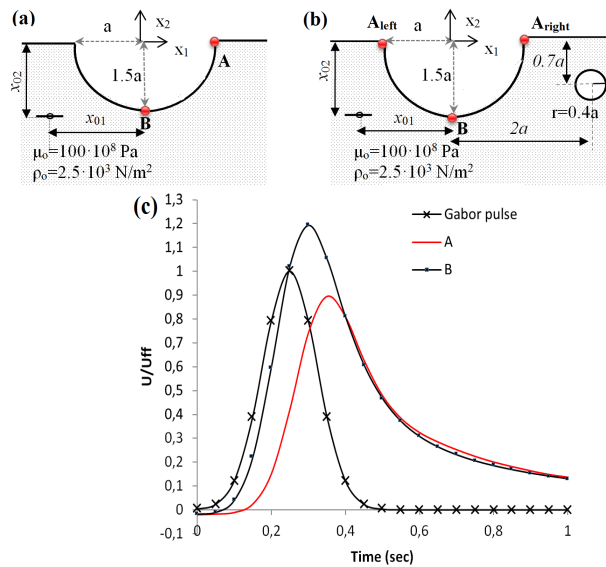 (a)
a
x₂
x₁
A
x₀₂
1.5a
x₀₁
B
μₒ=100·10⁸ Pa
ρₒ=2.5·10³ N/m²
(b)
A_left
a
x₂
x₁
A_right
x₀₂
1.5a
0.7a
r=0.4a
x₀₁
B
2a
μₒ=100·10⁸ Pa
ρₒ=2.5·10³ N/m²
(c)
1,3
1,2
1,1
1
0,9
0,8
0,7
0,6
0,5
0,4
0,3
0,2
0,1
0
-0,1
U/Uff
Gabor pulse
A
B
0 0,2 0,4 0,6 0,8 1
Time (sec)